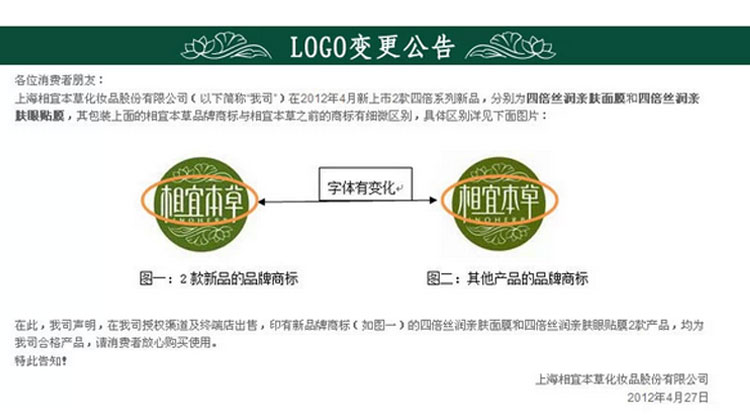 LOGO变更公告
各位消费者朋友：
上海相宜本草化妆品股份有限公司（以下简称“我司”）在2012年4月新上市2款四倍系列新品，分别为四倍丝润亲肤面膜和四倍丝润亲
肤眼贴膜，其包装上面的相宜本草品牌商标与相宜本草之前的商标有细微区别，具体区别详见下面图片：
字体有变化
相宜本草
INOHERB
相宜本草
INOHERB
图一：2款新品的品牌商标
图二：其他产品的品牌商标
在此，我司声明，在我司授权渠道及终端店出售，印有新品牌商标（如图一）的四倍丝润亲肤面膜和四倍丝润亲肤眼贴膜2款产品，均为
我司合格产品，请消费者放心购买使用。
特此告知!
上海相宜本草化妆品股份有限公司
2012年4月27日